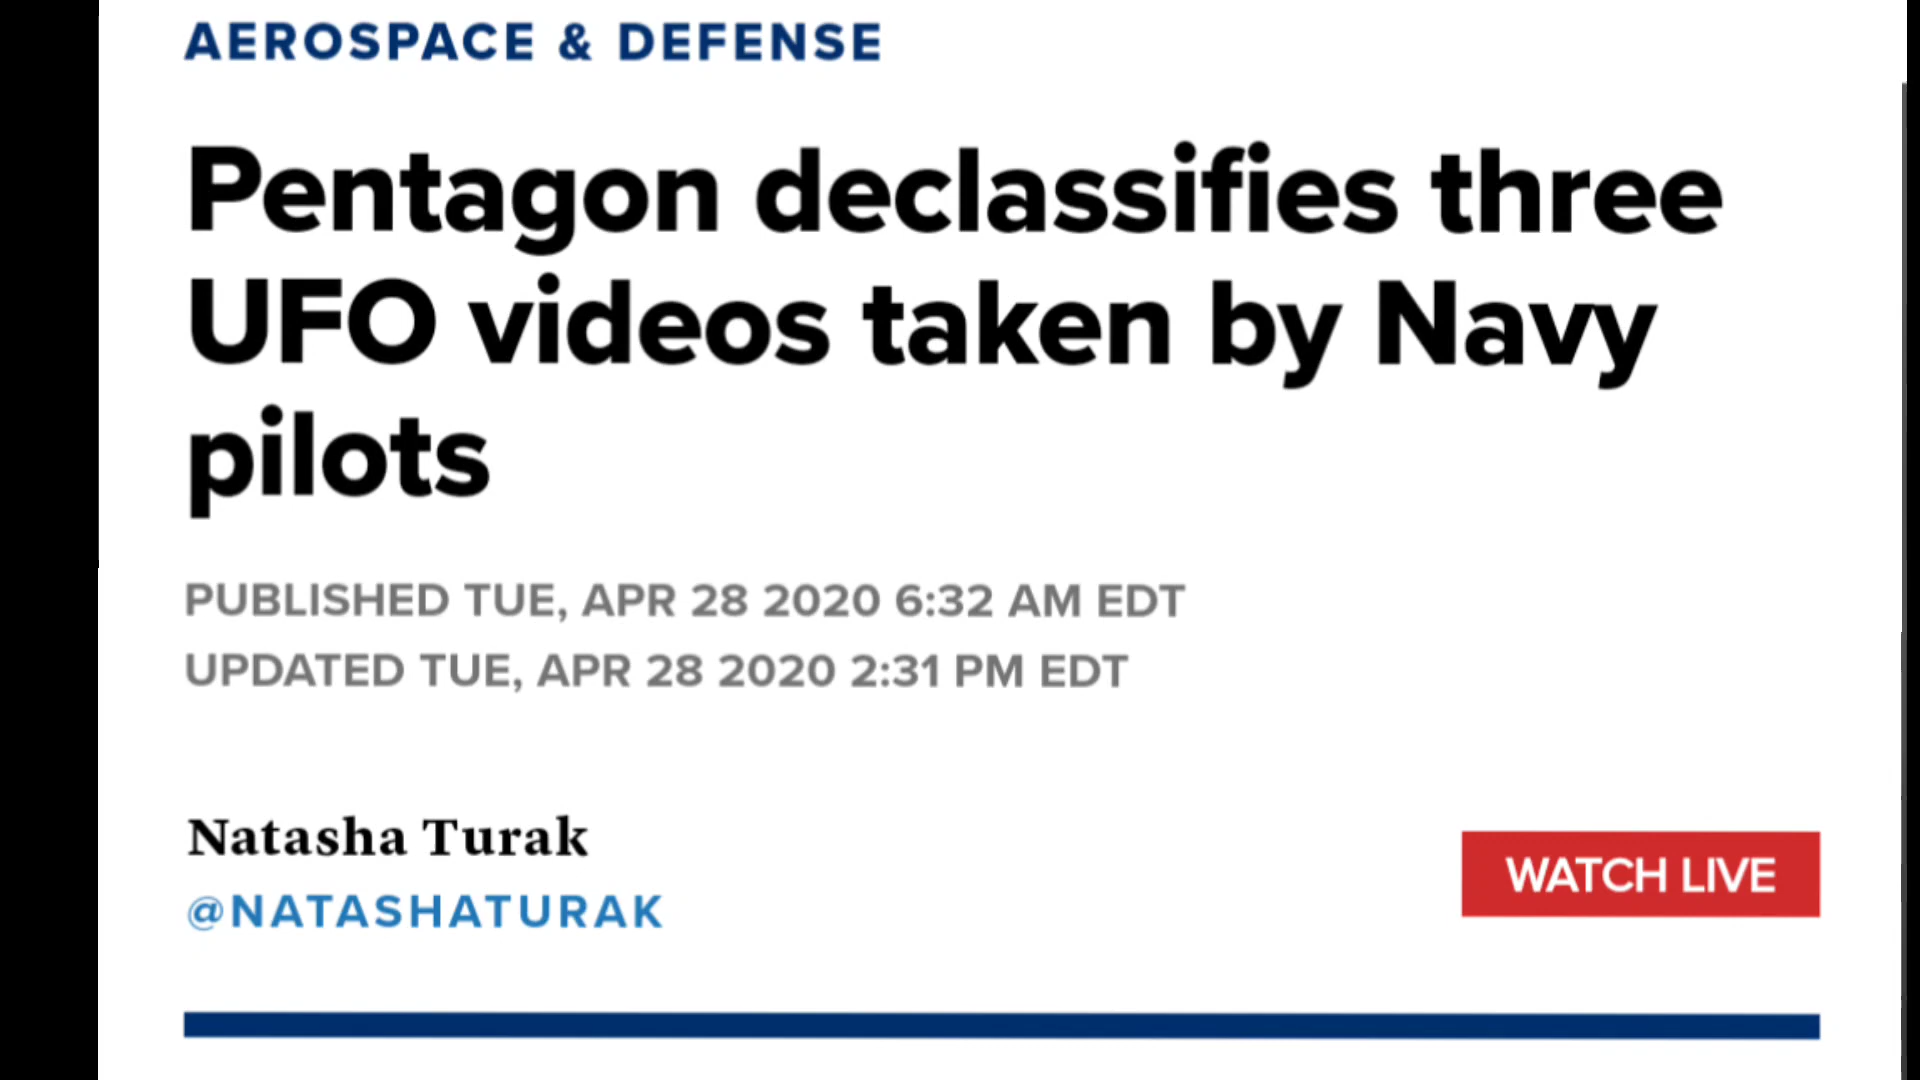 AEROSPACE & DEFENSE
Pentagon declassifies three
UFO videos taken by Navy
pilots
PUBLISHED TUE, APR 28 2020 6:32 AM EDT
UPDATED TUE, APR 28 2020 2:31 PM EDT
Natasha Turak
@NATASHATURAK
WATCH LIVE